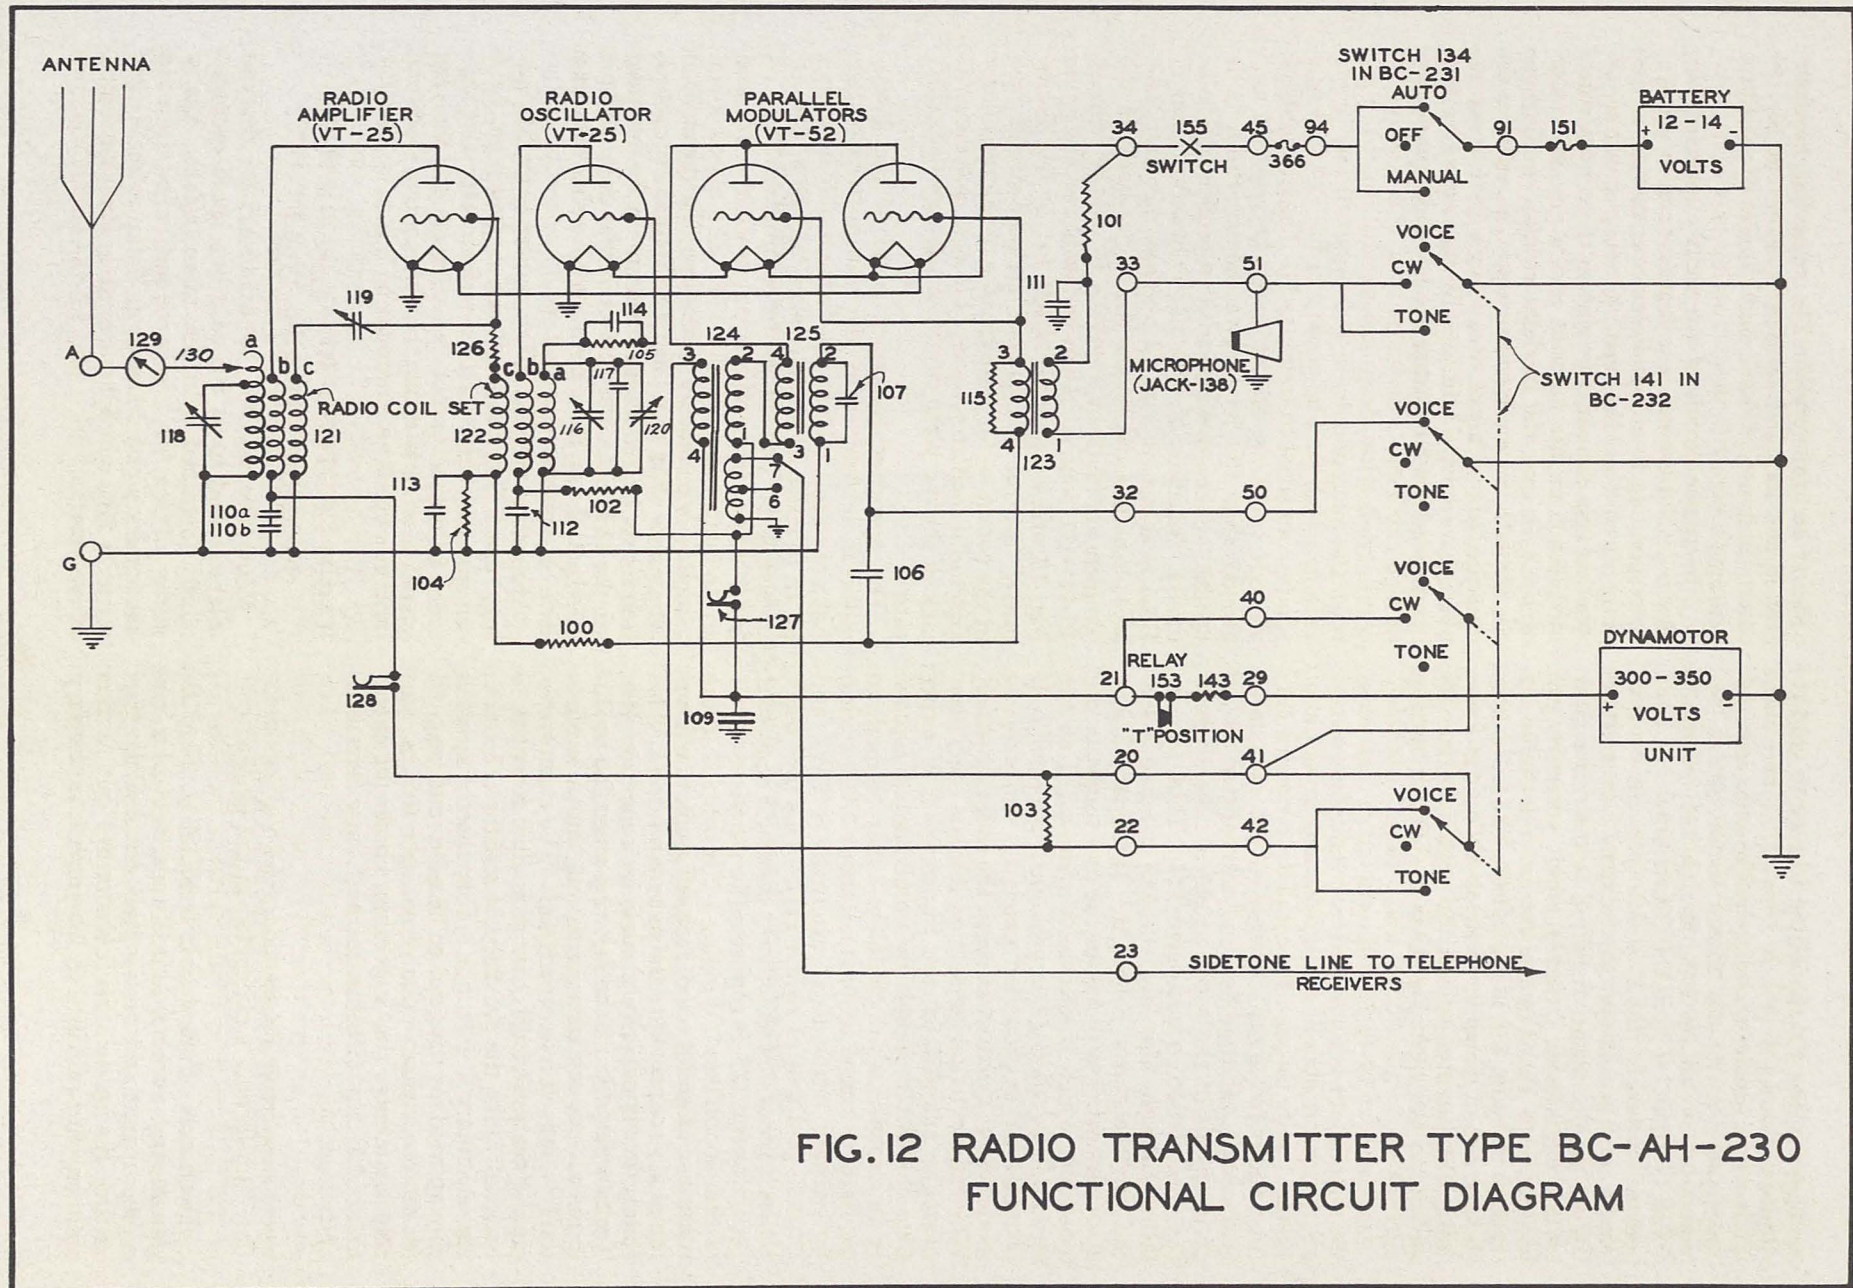 ANTENNA
RADIO
AMPLIFIER
(VT-25)
RADIO
OSCILLATOR
(VT-25)
PARALLEL
MODULATORS
(VT-52)
34
155
SWITCH
45
366
94
SWITCH 134
IN BC-231
AUTO
OFF
MANUAL
91
151
BATTERY
+ 12-14 -
VOLTS
101
111
33
51
MICROPHONE
(JACK-138)
VOICE
CW
TONE
SWITCH 141 IN
BC-232
A
129
130
a
b
c
119
118
RADIO COIL SET
121
126
122
c
b
a
114
105
117
116
120
124
3
2
1
4
7
6
125
4
2
3
1
107
3
2
115
4
1
123
110a
110b
113
104
112
102
G
106
127
100
128
109
32
50
VOICE
CW
TONE
40
VOICE
CW
TONE
21
RELAY
153
143
29
"T" POSITION
DYNAMOTOR
300-350
+ VOLTS -
UNIT
20
41
103
22
42
VOICE
CW
TONE
23
SIDETONE LINE TO TELEPHONE
RECEIVERS
FIG. 12 RADIO TRANSMITTER TYPE BC-AH-230
FUNCTIONAL CIRCUIT DIAGRAM